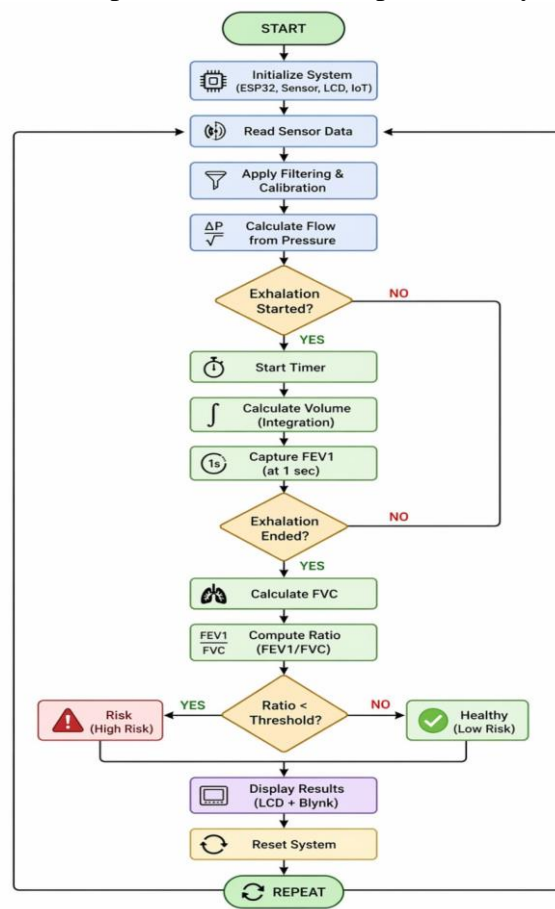 START
Initialize System
(ESP32, Sensor, LCD, IoT)
Read Sensor Data
Apply Filtering &
Calibration
ΔP
√
Calculate Flow
from Pressure
Exhalation
Started?
NO
YES
Start Timer
∫
Calculate Volume
(Integration)
1s
Capture FEV1
(at 1 sec)
Exhalation
Ended?
NO
YES
Calculate FVC
FEV1
FVC
Compute Ratio
(FEV1/FVC)
Ratio <
Threshold?
YES
NO
Risk
(High Risk)
Healthy
(Low Risk)
Display Results
(LCD + Blynk)
Reset System
REPEAT